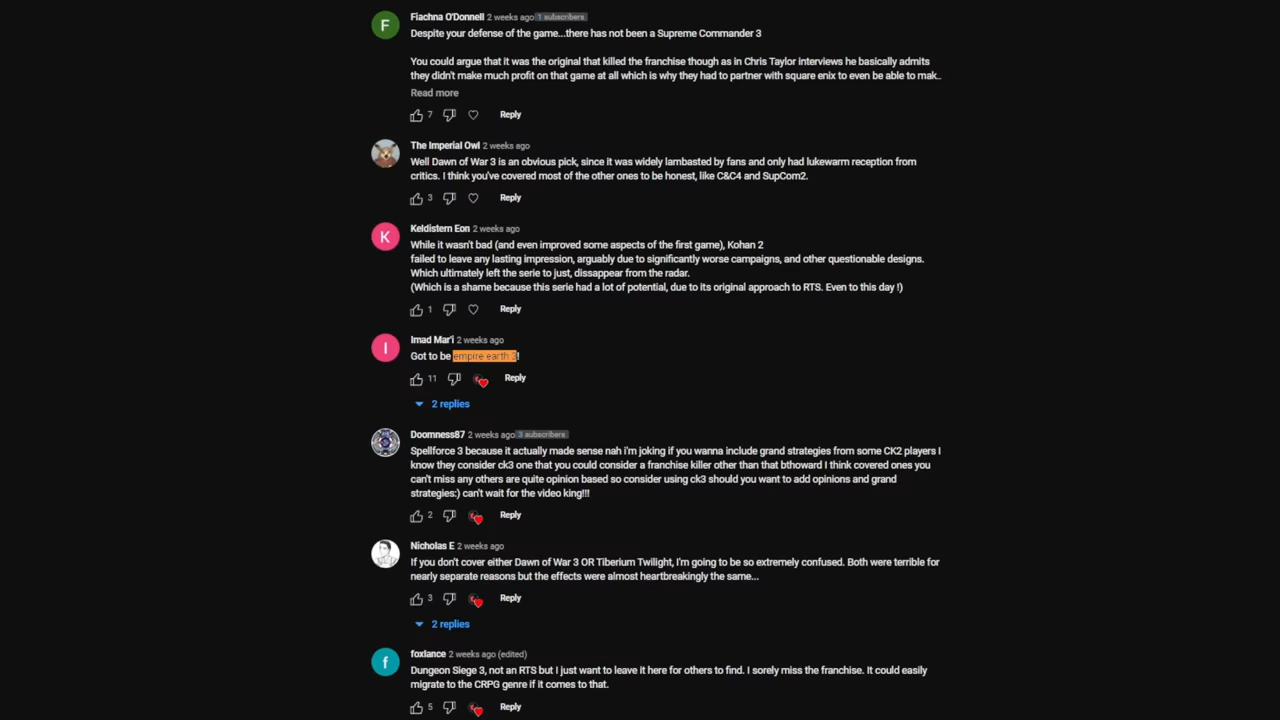 F
Fiachna O'Donnell 2 weeks ago 1 subscribers
Despite your defense of the game...there has not been a Supreme Commander 3
You could argue that it was the original that killed the franchise though as in Chris Taylor interviews he basically admits
they didn't make much profit on that game at all which is why they had to partner with square enix to even be able to mak..
Read more
7 Reply
The Imperial Owl 2 weeks ago
Well Dawn of War 3 is an obvious pick, since it was widely lambasted by fans and only had lukewarm reception from
critics. I think you've covered most of the other ones to be honest, like C&C4 and SupCom2.
3 Reply
K
Keldistern Eon 2 weeks ago
While it wasn't bad (and even improved some aspects of the first game), Kohan 2
failed to leave any lasting impression, arguably due to significantly worse campaigns, and other questionable designs.
Which ultimately left the serie to just, dissappear from the radar.
(Which is a shame because this serie had a lot of potential, due to its original approach to RTS. Even to this day !)
1 Reply
I
Imad Mar'i 2 weeks ago
Got to be empire earth 3!
11 Reply
2 replies
Doomness87 2 weeks ago 3 subscribers
Spellforce 3 because it actually made sense nah i'm joking if you wanna include grand strategies from some CK2 players I
know they consider ck3 one that you could consider a franchise killer other than that bthoward I think covered ones you
can't miss any others are quite opinion based so consider using ck3 should you want to add opinions and grand
strategies:) can't wait for the video king!!!
2 Reply
Nicholas E 2 weeks ago
If you don't cover either Dawn of War 3 OR Tiberium Twilight, I'm going to be so extremely confused. Both were terrible for
nearly separate reasons but the effects were almost heartbreakingly the same...
3 Reply
2 replies
f
foxlance 2 weeks ago (edited)
Dungeon Siege 3, not an RTS but I just want to leave it here for others to find. I sorely miss the franchise. It could easily
migrate to the CRPG genre if it comes to that.
5 Reply